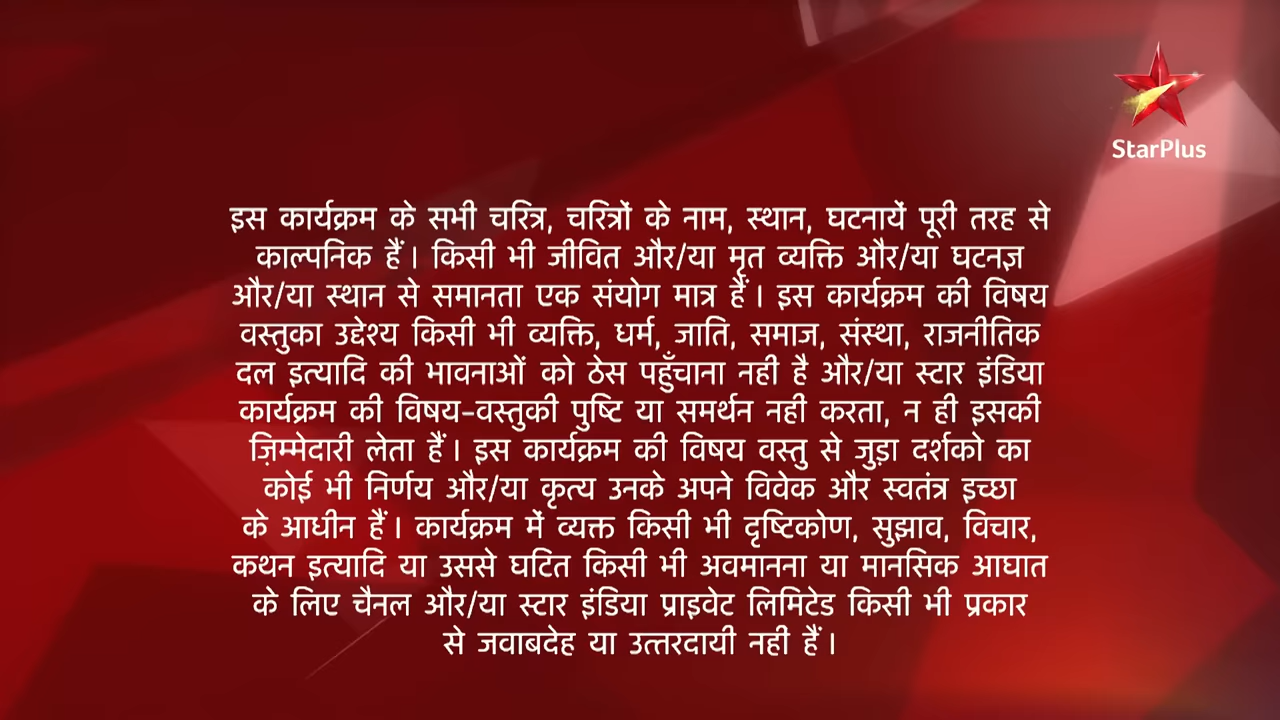 StarPlus
इस कार्यक्रम के सभी चरित्र, चरित्रों के नाम, स्थान, घटनायें पूरी तरह से
काल्पनिक हैं। किसी भी जीवित और/या मृत व्यक्ति और/या घटनज्ञ
और/या स्थान से समानता एक संयोग मात्र हैं। इस कार्यक्रम की विषय
वस्तुका उद्देश्य किसी भी व्यक्ति, धर्म, जाति, समाज, संस्था, राजनीतिक
दल इत्यादि की भावनाओं को ठेस पहुँचाना नही है और/या स्टार इंडिया
कार्यक्रम की विषय-वस्तुकी पुष्टि या समर्थन नही करता, न ही इसकी
ज़िम्मेदारी लेता हैं। इस कार्यक्रम की विषय वस्तु से जुड़ा दर्शको का
कोई भी निर्णय और/या कृत्य उनके अपने विवेक और स्वतंत्र इच्छा
के आधीन हैं। कार्यक्रम में व्यक्त किसी भी दृष्टिकोण, सुझाव, विचार,
कथन इत्यादि या उससे घटित किसी भी अवमानना या मानसिक आघात
के लिए चैनल और/या स्टार इंडिया प्राइवेट लिमिटेड किसी भी प्रकार
से जवाबदेह या उत्तरदायी नही हैं।